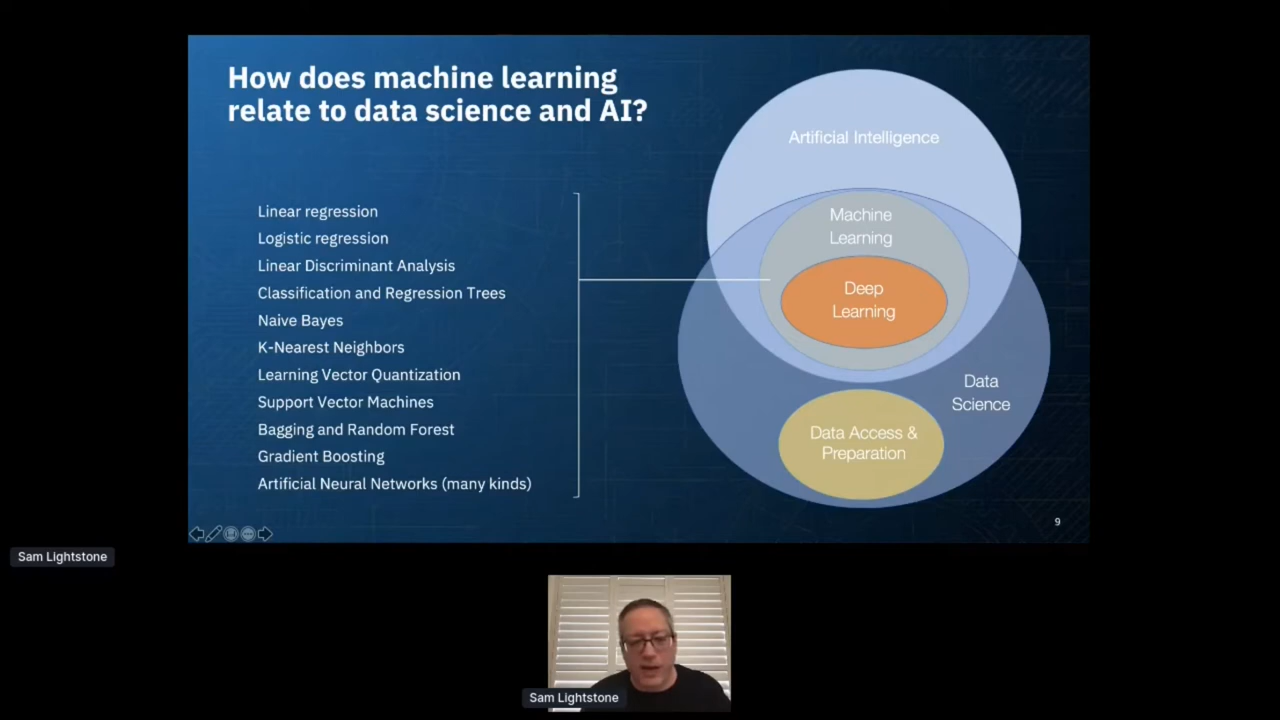 How does machine learning
relate to data science and AI?
Linear regression
Logistic regression
Linear Discriminant Analysis
Classification and Regression Trees
Naive Bayes
K-Nearest Neighbors
Learning Vector Quantization
Support Vector Machines
Bagging and Random Forest
Gradient Boosting
Artificial Neural Networks (many kinds)
Artificial Intelligence
Machine
Learning
Deep
Learning
Data
Science
Data Access &
Preparation
9
Sam Lightstone
Sam Lightstone